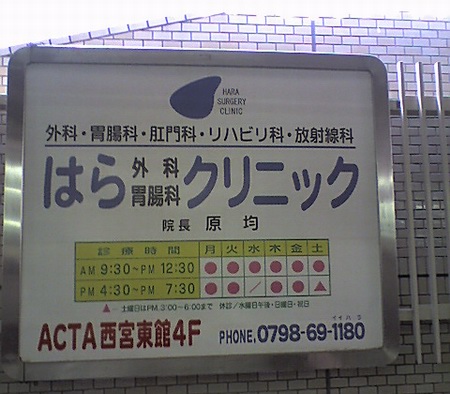 HARA
SURGERY
CLINIC
外科・胃腸科・肛門科・リハビリ科・放射線科
はら外科胃腸科クリニック
院長 原 均
診療時間 月 火 水 木 金 土
AM 9:30~PM 12:30 ● ● ● ● ● ●
PM 4:30~PM 7:30 ● ● / ● ● ▲
▲…土曜日はPM.3:00~6:00まで 休診/水曜日午後・日曜日・祝日
ACTA西宮東館4F PHONE,0798-69-1180
イイハラ